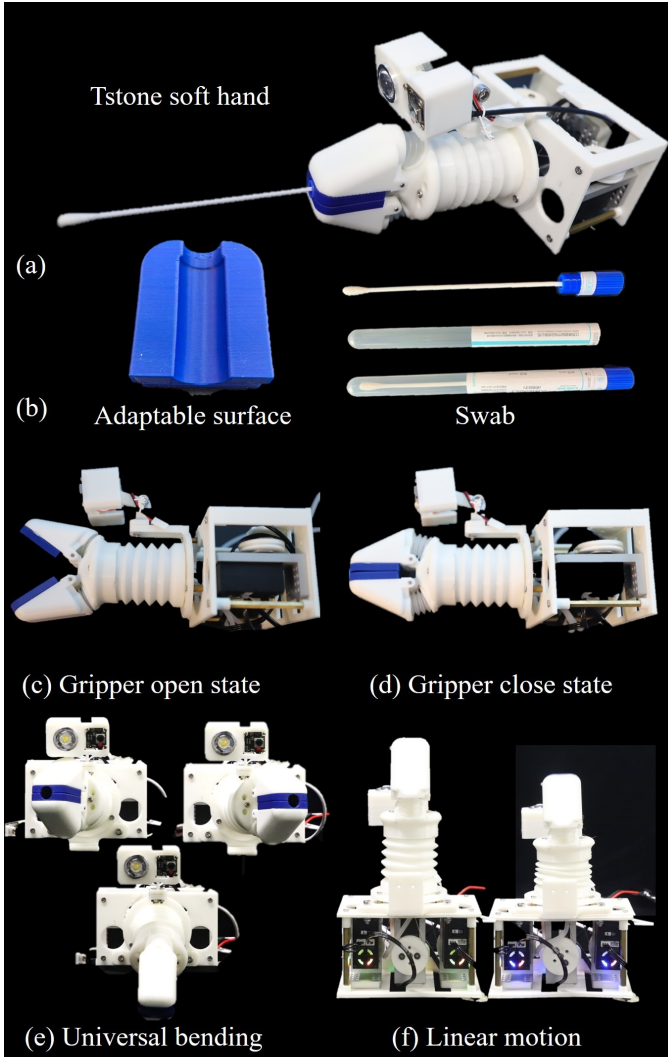 Tstone soft hand
(a)
(b)
Adaptable surface
Swab
(c) Gripper open state
(d) Gripper close state
(e) Universal bending
(f) Linear motion